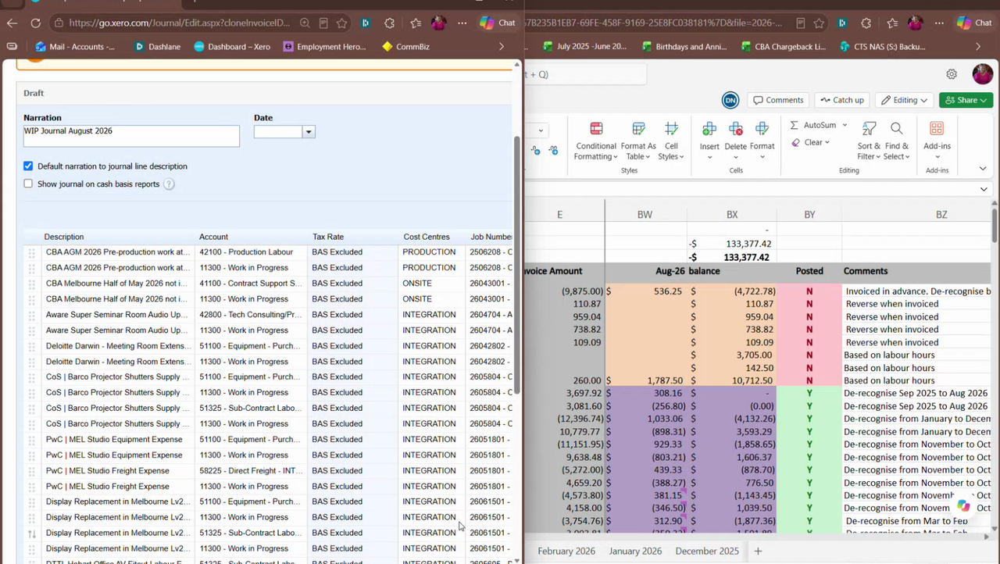 https://go.xero.com/Journal/Edit.aspx?cloneInvoiceID... Chat
Mail - Accounts -... Dashlane Dashboard – Xero Employment Hero... CommBiz
Draft
Narration Date
WIP Journal August 2026
Default narration to journal line description
Show journal on cash basis reports ?
Description Account Tax Rate Cost Centres Job Number
CBA AGM 2026 Pre-production work at... 42100 - Production Labour BAS Excluded PRODUCTION 2506208 - C
CBA AGM 2026 Pre-production work at... 11300 - Work in Progress BAS Excluded PRODUCTION 2506208 - C
CBA Melbourne Half of May 2026 not i... 41100 - Contract Support S... BAS Excluded ONSITE 26043001 -
CBA Melbourne Half of May 2026 not i... 11300 - Work in Progress BAS Excluded ONSITE 26043001 -
Aware Super Seminar Room Audio Up... 42800 - Tech Consulting/Pr... BAS Excluded INTEGRATION 2604704 - A
Aware Super Seminar Room Audio Up... 11300 - Work in Progress BAS Excluded INTEGRATION 2604704 - A
Deloitte Darwin - Meeting Room Extens... 51100 - Equipment - Purch... BAS Excluded INTEGRATION 26042802 -
Deloitte Darwin - Meeting Room Extens... 11300 - Work in Progress BAS Excluded INTEGRATION 26042802 -
CoS | Barco Projector Shutters Supply ... 51100 - Equipment - Purch... BAS Excluded INTEGRATION 2605804 - C
CoS | Barco Projector Shutters Supply ... 11300 - Work in Progress BAS Excluded INTEGRATION 2605804 - C
CoS | Barco Projector Shutters Supply ... 51325 - Sub-Contract Labo... BAS Excluded INTEGRATION 2605804 - C
CoS | Barco Projector Shutters Supply ... 11300 - Work in Progress BAS Excluded INTEGRATION 2605804 - C
PwC | MEL Studio Equipment Expense 51100 - Equipment - Purch... BAS Excluded INTEGRATION 26051801 -
PwC | MEL Studio Equipment Expense 11300 - Work in Progress BAS Excluded INTEGRATION 26051801 -
PwC | MEL Studio Freight Expense 58225 - Direct Freight - INT... BAS Excluded INTEGRATION 26051801 -
PwC | MEL Studio Freight Expense 11300 - Work in Progress BAS Excluded INTEGRATION 26051801 -
Display Replacement in Melbourne Lv2... 51100 - Equipment - Purch... BAS Excluded INTEGRATION 26061501 -
Display Replacement in Melbourne Lv2... 11300 - Work in Progress BAS Excluded INTEGRATION 26061501 -
Display Replacement in Melbourne Lv2... 51325 - Sub-Contract Labo... BAS Excluded INTEGRATION 26061501 -
Display Replacement in Melbourne Lv2... 11300 - Work in Progress BAS Excluded INTEGRATION 26061501 -
7B235B1EB7-69FE-458F-9169-25E8FC038181%7D&file=2026-... Chat
July 2025 -June 20... Birthdays and Anni... CBA Chargeback Li... CTS NAS (S:) Backu...
t + Q)
DN Comments Catch up Editing Share
Conditional Formatting Format As Table Cell Styles Insert Delete Format AutoSum Clear Sort & Filter Find & Select Add-ins
Styles Cells Editing Add-ins
E BW BX BY BZ
-
-$ 133,377.42
-$ 133,377.42
nvoice Amount Aug-26 balance Posted Comments
(9,875.00) $ 536.25 $ (4,722.78) N Invoiced in advance. De-recognise b
110.87 $ 110.87 N Reverse when invoiced
959.04 $ 959.04 N Reverse when invoiced
738.82 $ 738.82 N Reverse when invoiced
109.09 $ 109.09 N Reverse when invoiced
$ 3,705.00 N Based on labour hours
$ 142.50 N Based on labour hours
260.00 $ 1,787.50 $ 10,712.50 N Based on labour hours
3,697.92 $ 308.16 $ - Y De-recognise Sep 2025 to Aug 2026
3,081.60 $ (256.80) $ (0.00) Y De-recognise Sep 2025 to Aug 2026
(12,396.74) $ 1,033.06 $ (4,132.26) Y De-recognise from January to Decem
10,779.77 $ (898.31) $ 3,593.29 Y De-recognise from January to Decem
(11,151.95) $ 929.33 $ (1,858.65) Y De-recognise from November to Oct
9,638.48 $ (803.21) $ 1,606.37 Y De-recognise from November to Oct
(5,272.00) $ 439.33 $ (878.70) Y De-recognise from November to Oct
4,659.20 $ (388.27) $ 776.50 Y De-recognise from November to Oct
(4,573.80) $ 381.15 $ (1,143.45) Y De-recognise from November to Oct
4,158.00 $ (346.50) $ 1,039.50 Y De-recognise from Novem
(3,754.76) $ 312.90 $ (1,877.36) Y De-recognise from Mar to Feb
February 2026 January 2026 December 2025 +